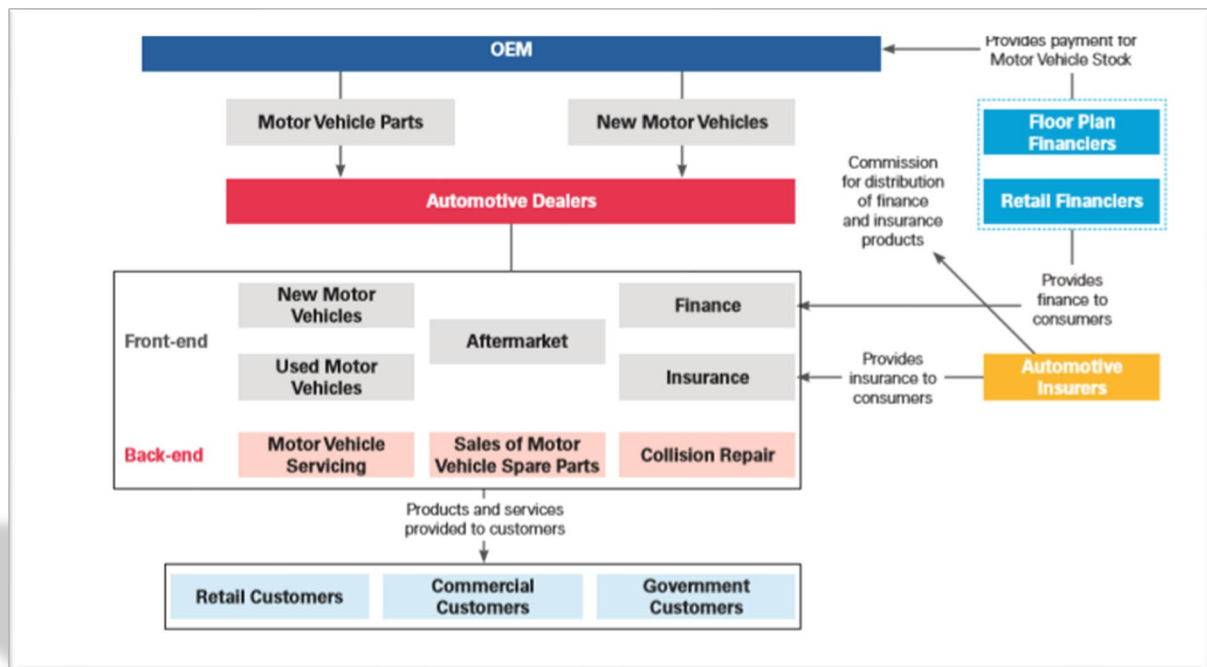 OEM
Provides payment for
Motor Vehicle Stock
Motor Vehicle Parts
New Motor Vehicles
Floor Plan
Financiers
Retail Financiers
Commission
for distribution
of finance
and insurance
products
Automotive Dealers
New Motor
Vehicles
Finance
Provides
finance to
consumers
Front-end
Aftermarket
Used Motor
Vehicles
Insurance
Provides
insurance to
consumers
Automotive
Insurers
Back-end
Motor Vehicle
Servicing
Sales of Motor
Vehicle Spare Parts
Collision Repair
Products and services
provided to customers
Retail Customers
Commercial
Customers
Government
Customers